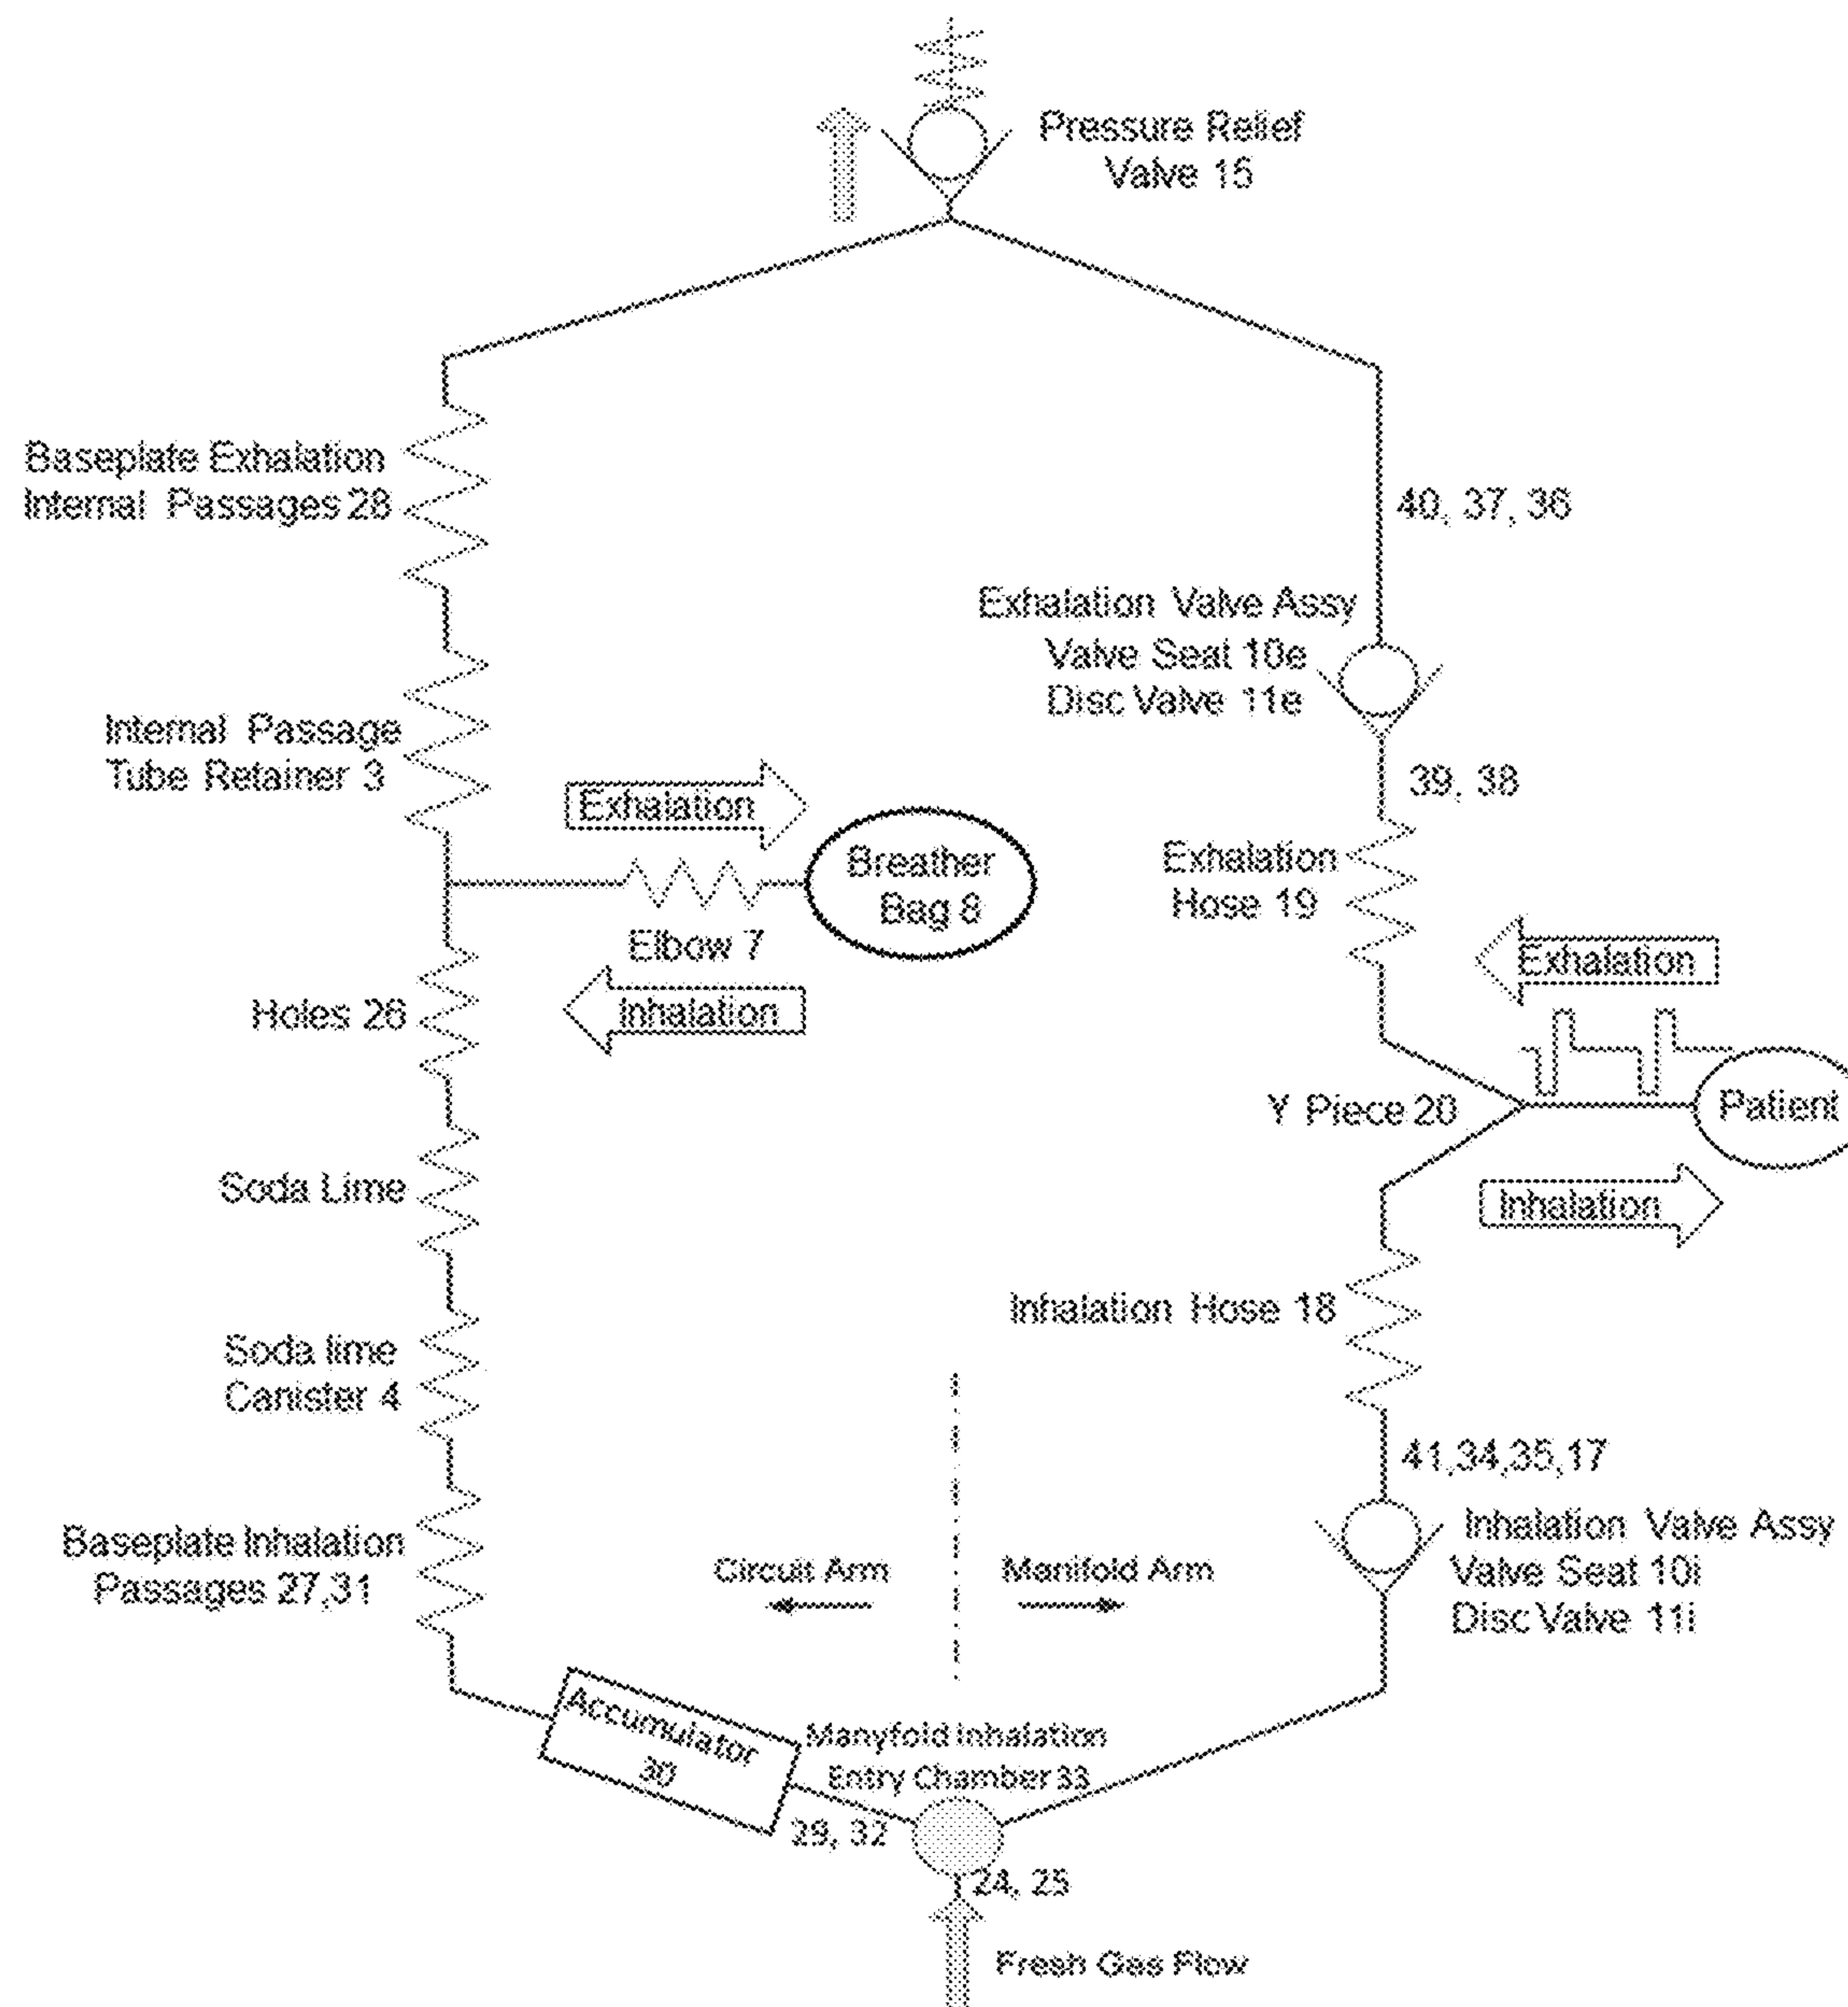 Pressure Relief
Valve 15
Baseplate Exhalation
Internal Passages 28
40, 37, 36
Exhalation Valve Assy
Valve Seat 10e
Disc Valve 11e
Internal Passage
Tube Retainer 3
39, 38
Exhalation
Breather
Bag 8
Exhalation
Hose 19
Elbow 7
Exhalation
Holes 26
Inhalation
Y Piece 20
Patient
Soda Lime
Inhalation
Inhalation Hose 18
Soda lime
Canister 4
41,34,35,17
Baseplate Inhalation
Passages 27,31
Circuit Arm
Manifold Arm
Inhalation Valve Assy
Valve Seat 10i
Disc Valve 11i
Accumulator
30
Manyfold Inhalation
Entry Chamber 33
29, 32
24, 25
Fresh Gas Flow